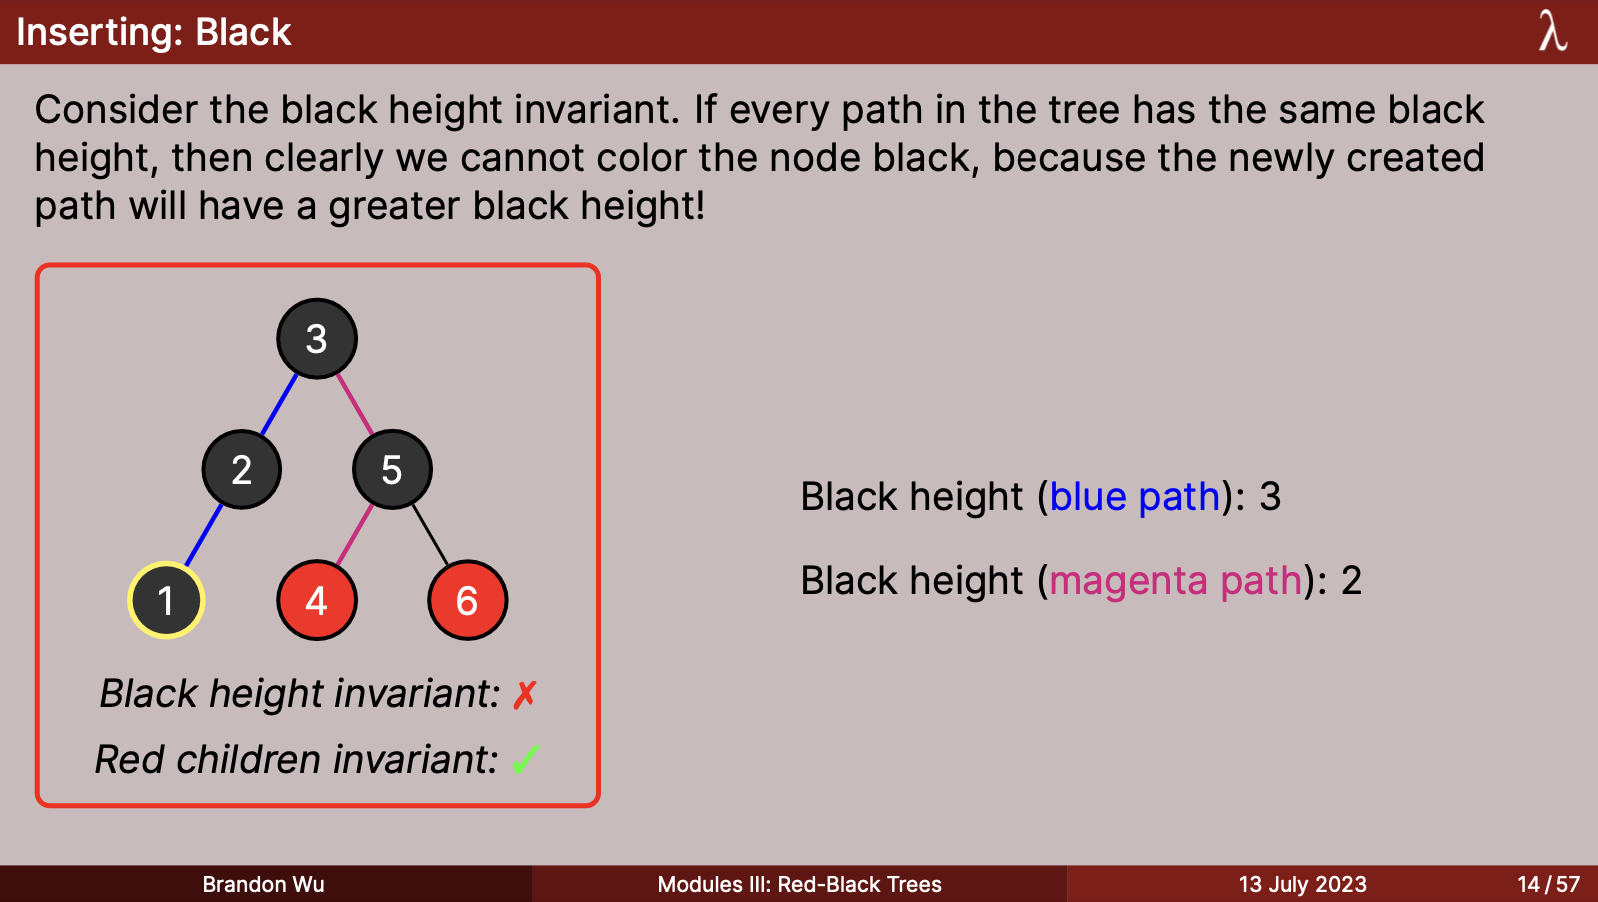 Inserting: Black
λ
Consider the black height invariant. If every path in the tree has the same black
height, then clearly we cannot color the node black, because the newly created
path will have a greater black height!
3
2
5
1
4
6
Black height invariant: ✗
Red children invariant: ✓
Black height (blue path): 3
Black height (magenta path): 2
Brandon Wu
Modules III: Red-Black Trees
13 July 2023
14 / 57